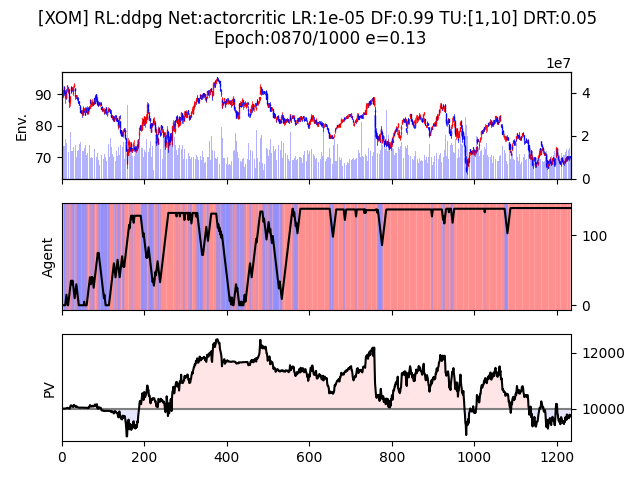 [XOM] RL:ddpg Net:actorcritic LR:1e-05 DF:0.99 TU:[1,10] DRT:0.05
Epoch:0870/1000 e=0.13
1e7
Env.
90
80
70
4
2
0
Agent
100
0
PV
12000
10000
0 200 400 600 800 1000 1200